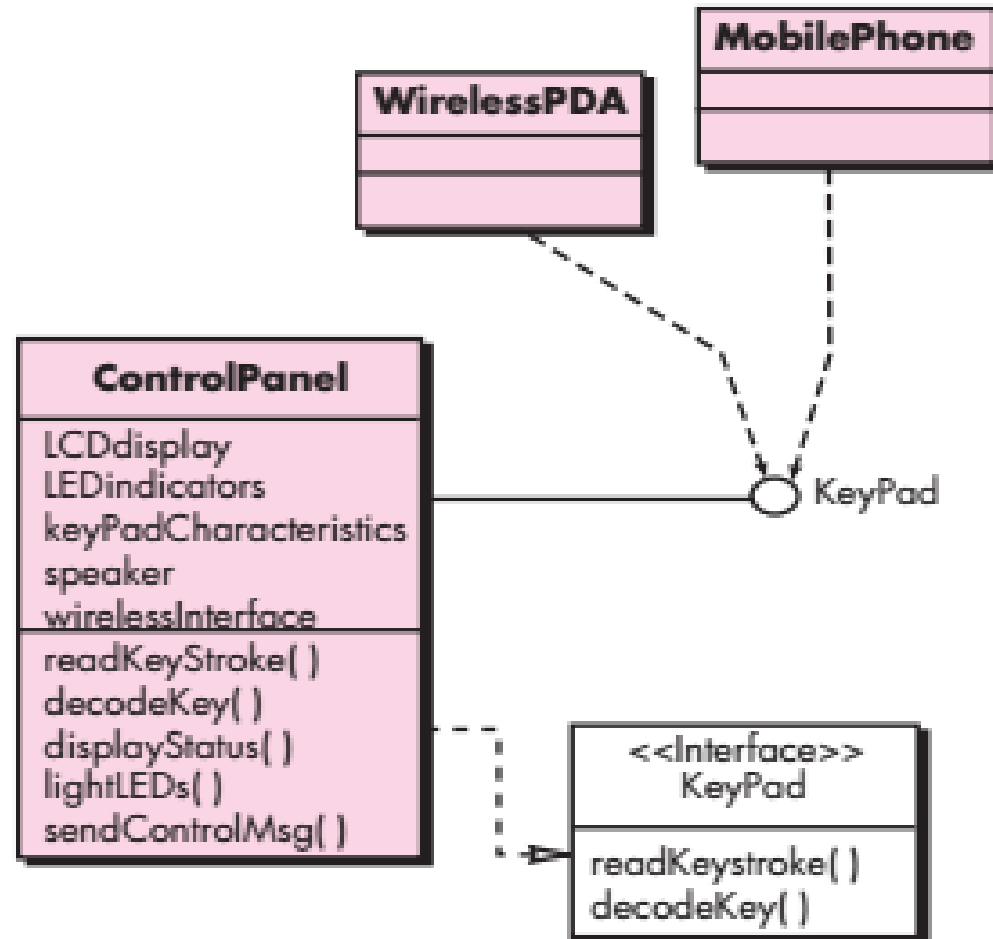 MobilePhone
WirelessPDA
ControlPanel
LCDdisplay
LEDindicators
keyPadCharacteristics
speaker
wirelessInterface
readKeyStroke( )
decodeKey( )
displayStatus( )
lightLEDs( )
sendControlMsg( )
KeyPad
<<Interface>>
KeyPad
readKeystroke( )
decodeKey( )